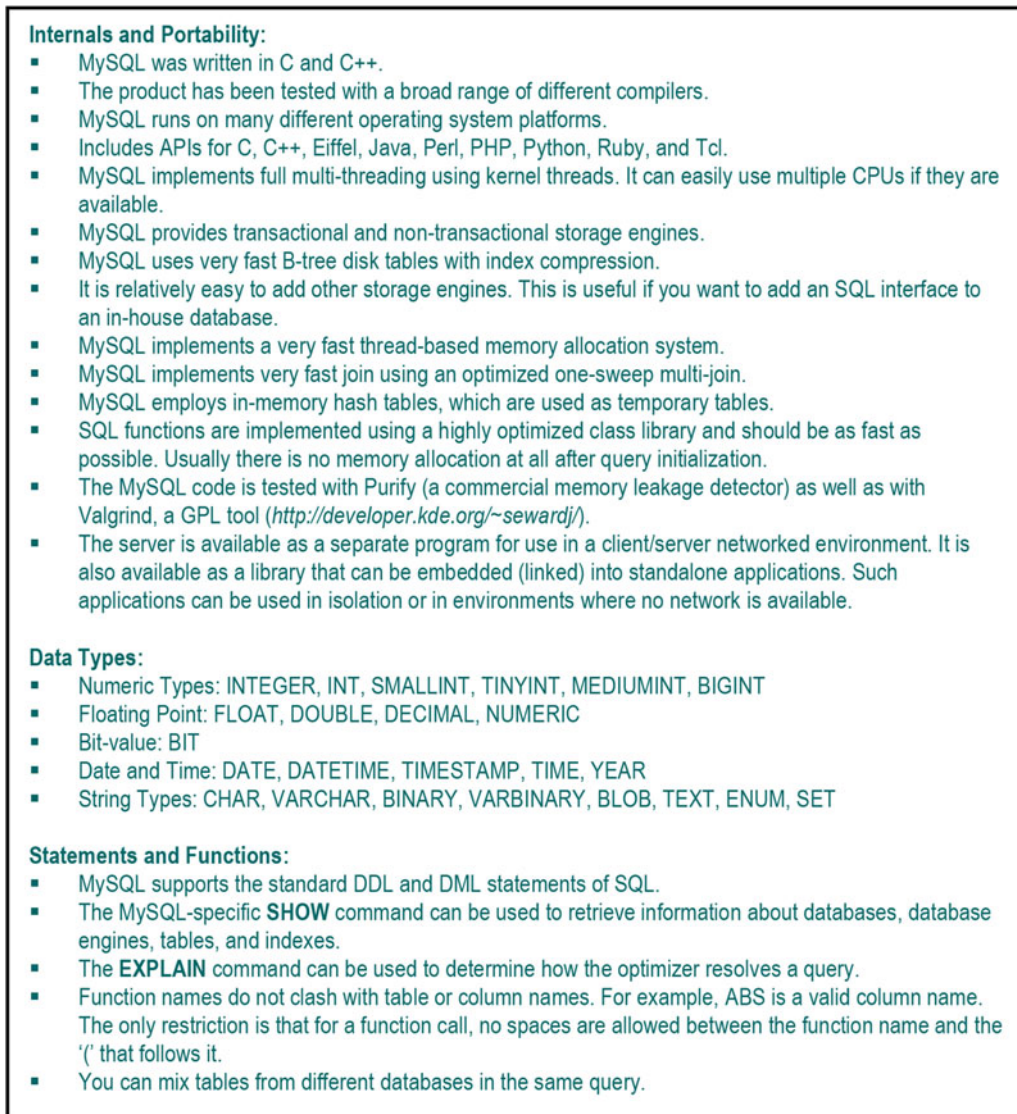 Internals and Portability:
▪ MySQL was written in C and C++.
▪ The product has been tested with a broad range of different compilers.
▪ MySQL runs on many different operating system platforms.
▪ Includes APIs for C, C++, Eiffel, Java, Perl, PHP, Python, Ruby, and Tcl.
▪ MySQL implements full multi-threading using kernel threads. It can easily use multiple CPUs if they are
available.
▪ MySQL provides transactional and non-transactional storage engines.
▪ MySQL uses very fast B-tree disk tables with index compression.
▪ It is relatively easy to add other storage engines. This is useful if you want to add an SQL interface to
an in-house database.
▪ MySQL implements a very fast thread-based memory allocation system.
▪ MySQL implements very fast join using an optimized one-sweep multi-join.
▪ MySQL employs in-memory hash tables, which are used as temporary tables.
▪ SQL functions are implemented using a highly optimized class library and should be as fast as
possible. Usually there is no memory allocation at all after query initialization.
▪ The MySQL code is tested with Purify (a commercial memory leakage detector) as well as with
Valgrind, a GPL tool (http://developer.kde.org/~sewardj/).
▪ The server is available as a separate program for use in a client/server networked environment. It is
also available as a library that can be embedded (linked) into standalone applications. Such
applications can be used in isolation or in environments where no network is available.
Data Types:
▪ Numeric Types: INTEGER, INT, SMALLINT, TINYINT, MEDIUMINT, BIGINT
▪ Floating Point: FLOAT, DOUBLE, DECIMAL, NUMERIC
▪ Bit-value: BIT
▪ Date and Time: DATE, DATETIME, TIMESTAMP, TIME, YEAR
▪ String Types: CHAR, VARCHAR, BINARY, VARBINARY, BLOB, TEXT, ENUM, SET
Statements and Functions:
▪ MySQL supports the standard DDL and DML statements of SQL.
▪ The MySQL-specific SHOW command can be used to retrieve information about databases, database
engines, tables, and indexes.
▪ The EXPLAIN command can be used to determine how the optimizer resolves a query.
▪ Function names do not clash with table or column names. For example, ABS is a valid column name.
The only restriction is that for a function call, no spaces are allowed between the function name and the
‘(’ that follows it.
▪ You can mix tables from different databases in the same query.